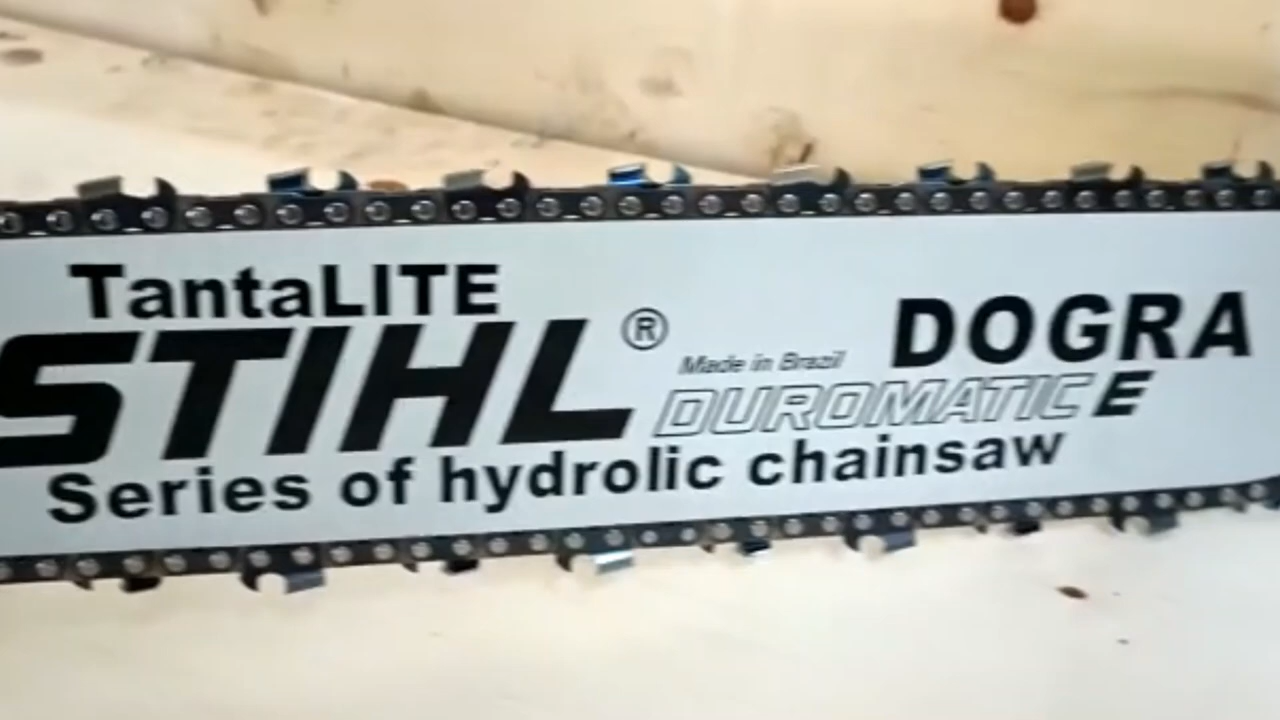 TantaLITE
STIHL®
Made in Brazil
DOGRA
DUROMATIC E
Series of hydrolic chainsaw